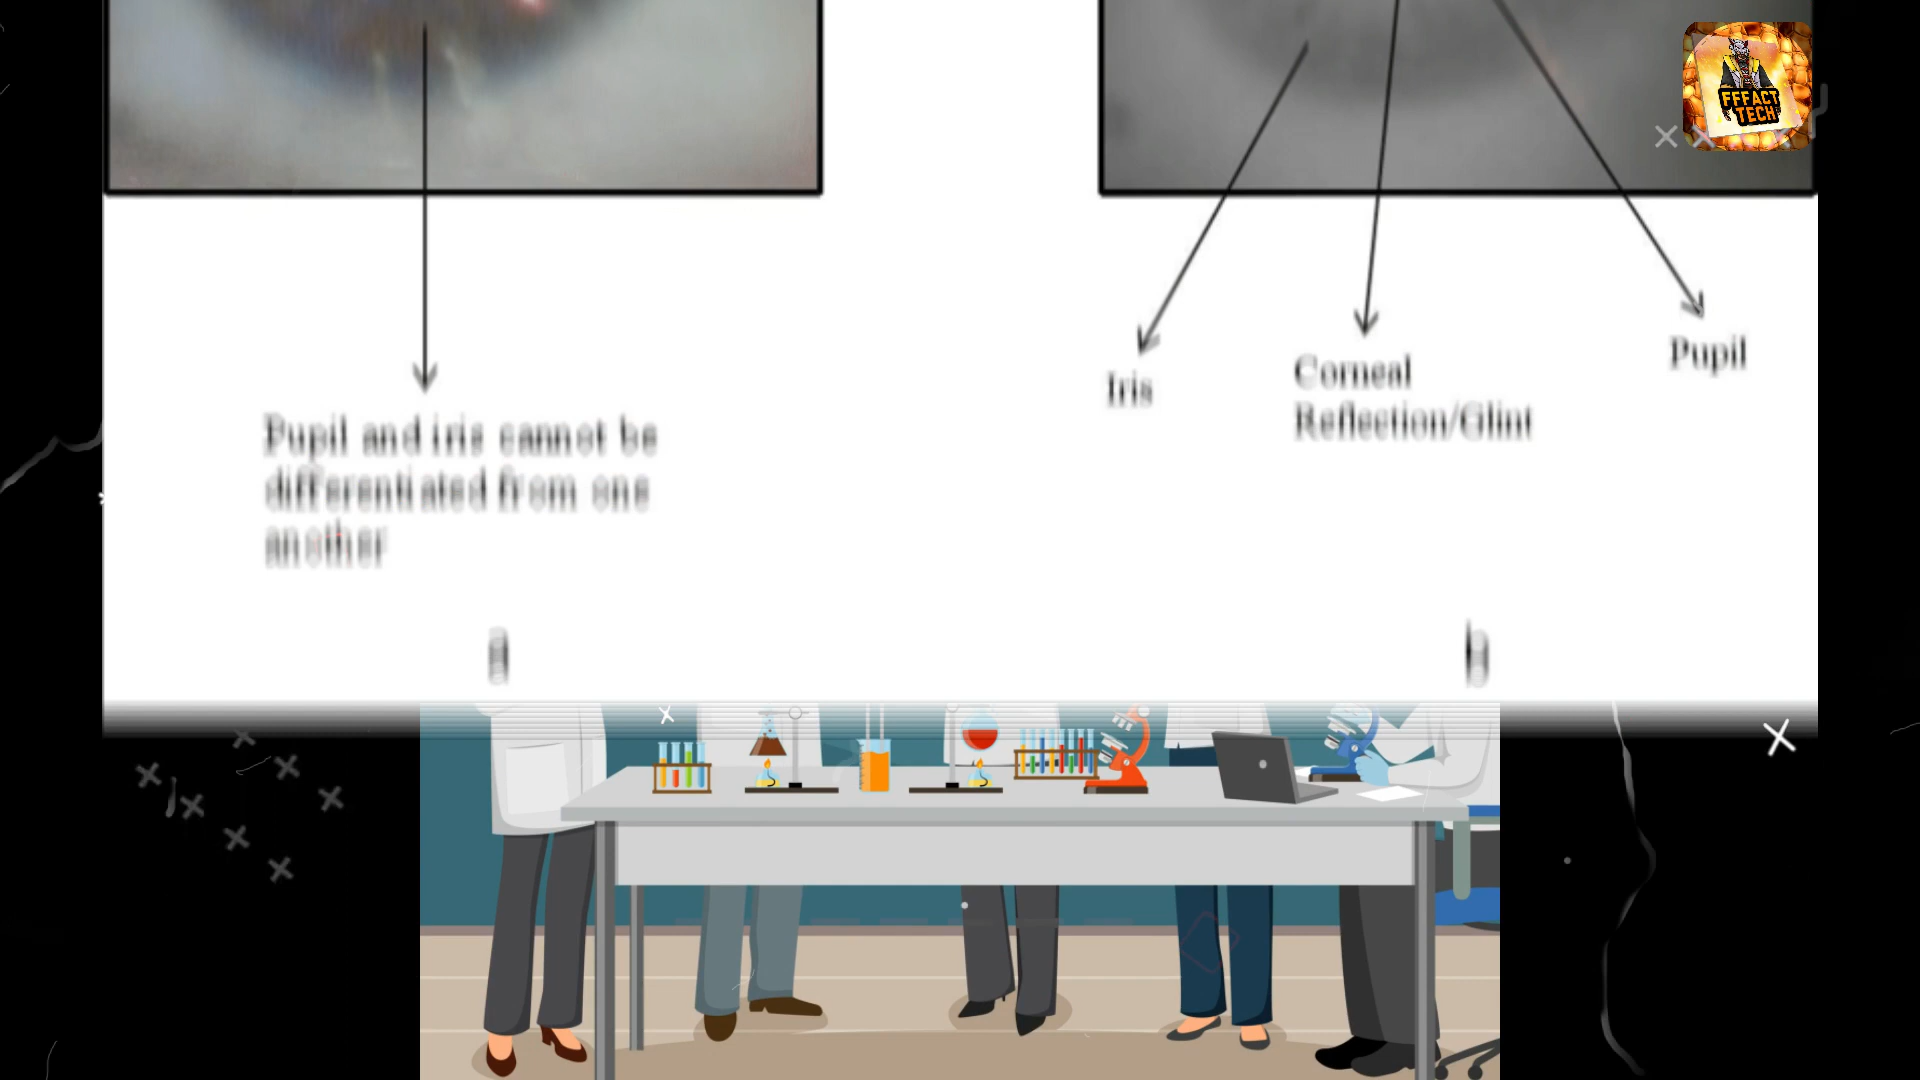 FFFACT
TECH
Iris
Corneal
Reflection/Glint
Pupil
Pupil and iris cannot be
differentiated from one
another
a
b